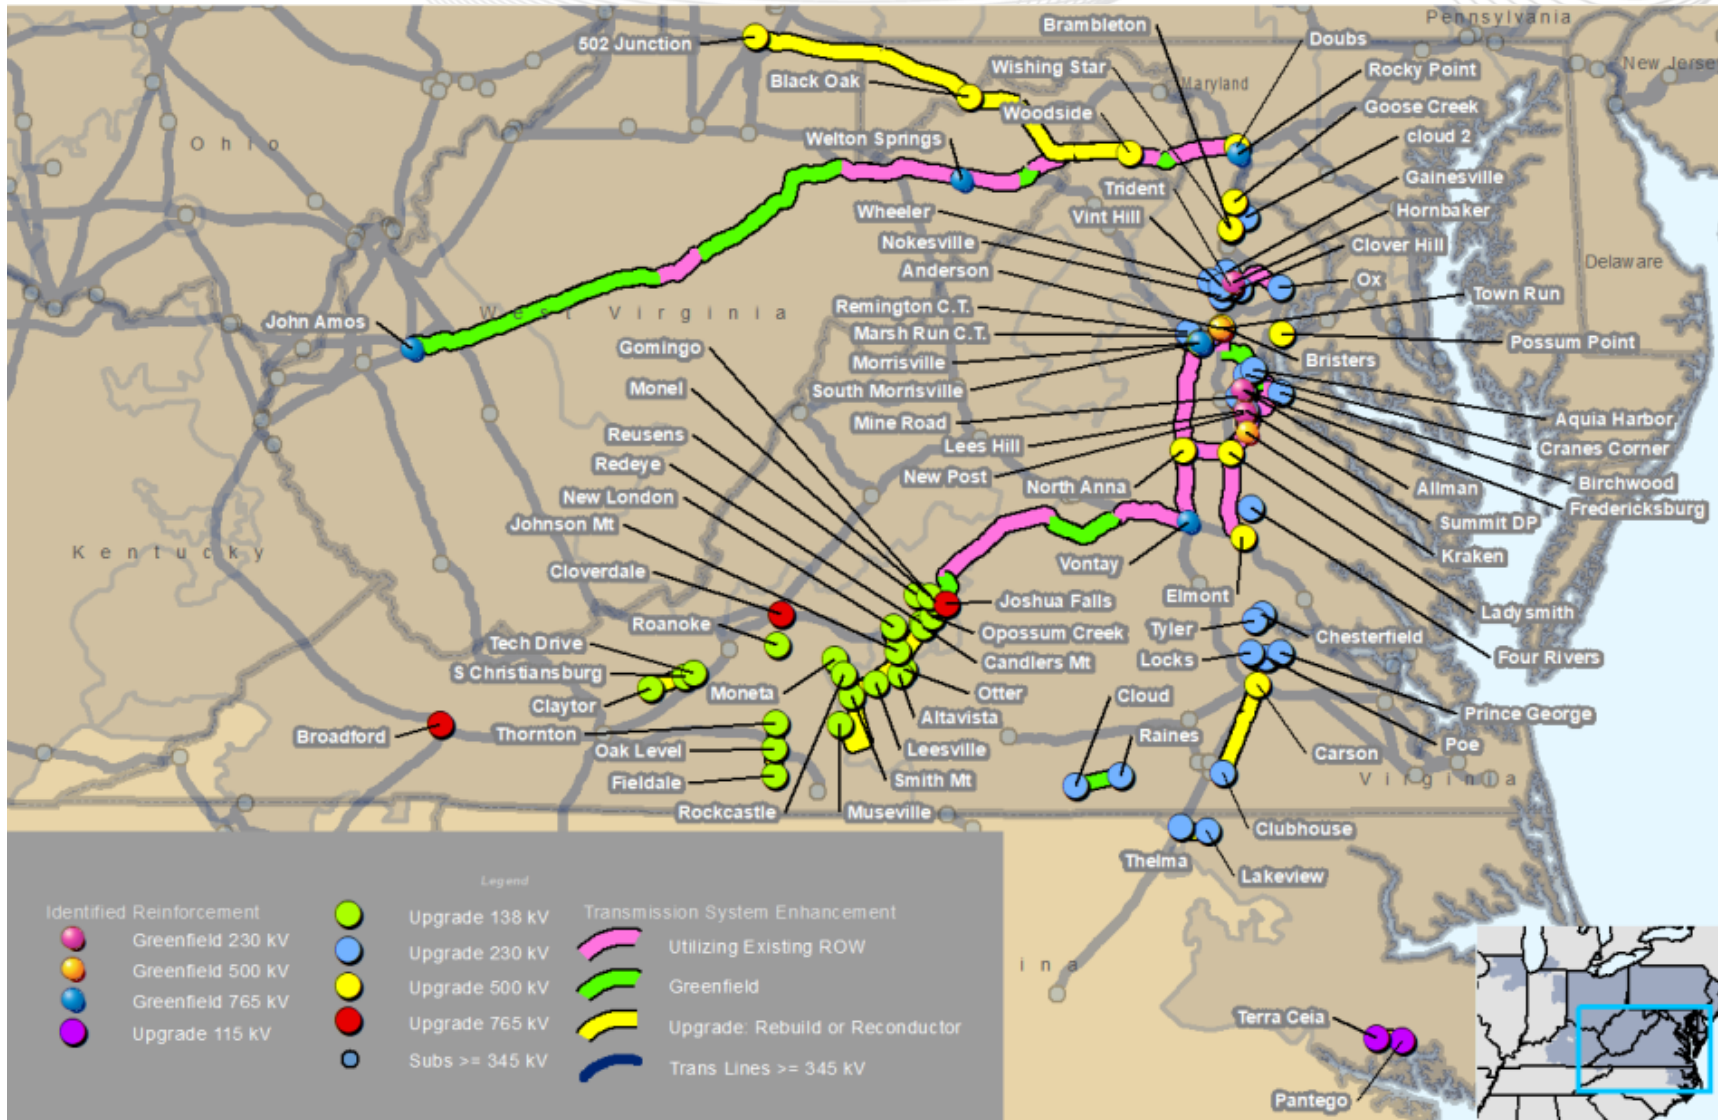 Pennsylvania
Brambleton
502 Junction
Doubs
New Jerse
Wishing Star
Rocky Point
Black Oak
Maryland
Goose Creek
Woodside
cloud 2
Ohio
Welton Springs
Gainesville
Trident
Wheeler
Vint Hill
Hornbaker
Nokesville
Clover Hill
Delaware
Anderson
Ox
Town Run
Remington C.T.
West Virginia
John Amos
Marsh Run C.T.
Gomingo
Possum Point
Morrisville
Bristers
Monel
South Morrisville
Mine Road
Aquia Harbor
Reusens
Lees Hill
Cranes Corner
Redeye
New Post
North Anna
Allman
Birchwood
New London
Fredericksburg
Johnson Mt
Summit DP
Kentucky
Kraken
Cloverdale
Vontay
Elmont
Joshua Falls
Ladysmith
Roanoke
Tyler
Opossum Creek
Chesterfield
Tech Drive
Locks
Candlers Mt
Four Rivers
S Christiansburg
Moneta
Otter
Cloud
Claytor
Altavista
Prince George
Broadford
Thornton
Raines
Poe
Oak Level
Leesville
Carson
Fieldale
Smith Mt
Virginia
Rockcastle
Museville
Clubhouse
Thelma
Lakeview
Legend
Identified Reinforcement
Greenfield 230 kV
Greenfield 500 kV
Greenfield 765 kV
Upgrade 115 kV
Upgrade 138 kV
Upgrade 230 kV
Upgrade 500 kV
Upgrade 765 kV
Subs >= 345 kV
Transmission System Enhancement
Utilizing Existing ROW
Greenfield
Upgrade: Rebuild or Reconductor
Trans Lines >= 345 kV
ina
Terra Ceia
Pantego